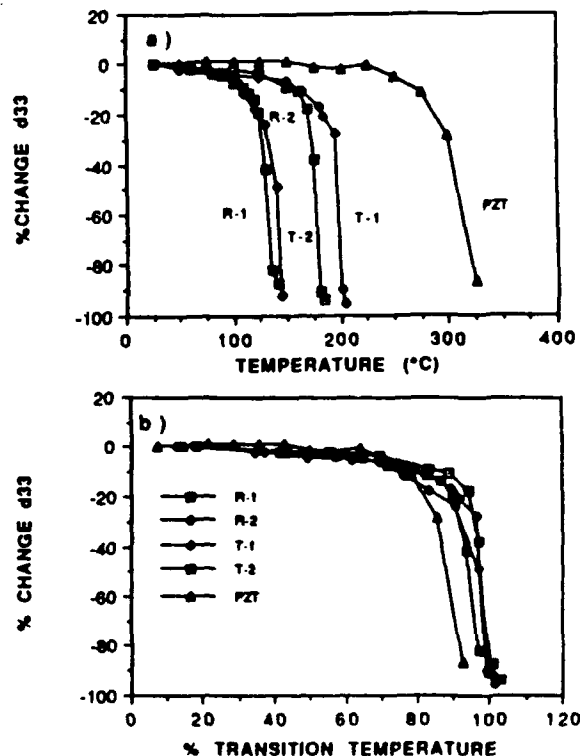 a )
20
0
-20
-40
-60
-80
-100
%CHANGE d33
R-2
R-1
T-2
T-1
PZT
0
100
200
300
400
TEMPERATURE (°C)
b )
20
0
-20
-40
-60
-80
-100
% CHANGE d33
R-1
R-2
T-1
T-2
PZT
0
20
40
60
80
100
120
% TRANSITION TEMPERATURE